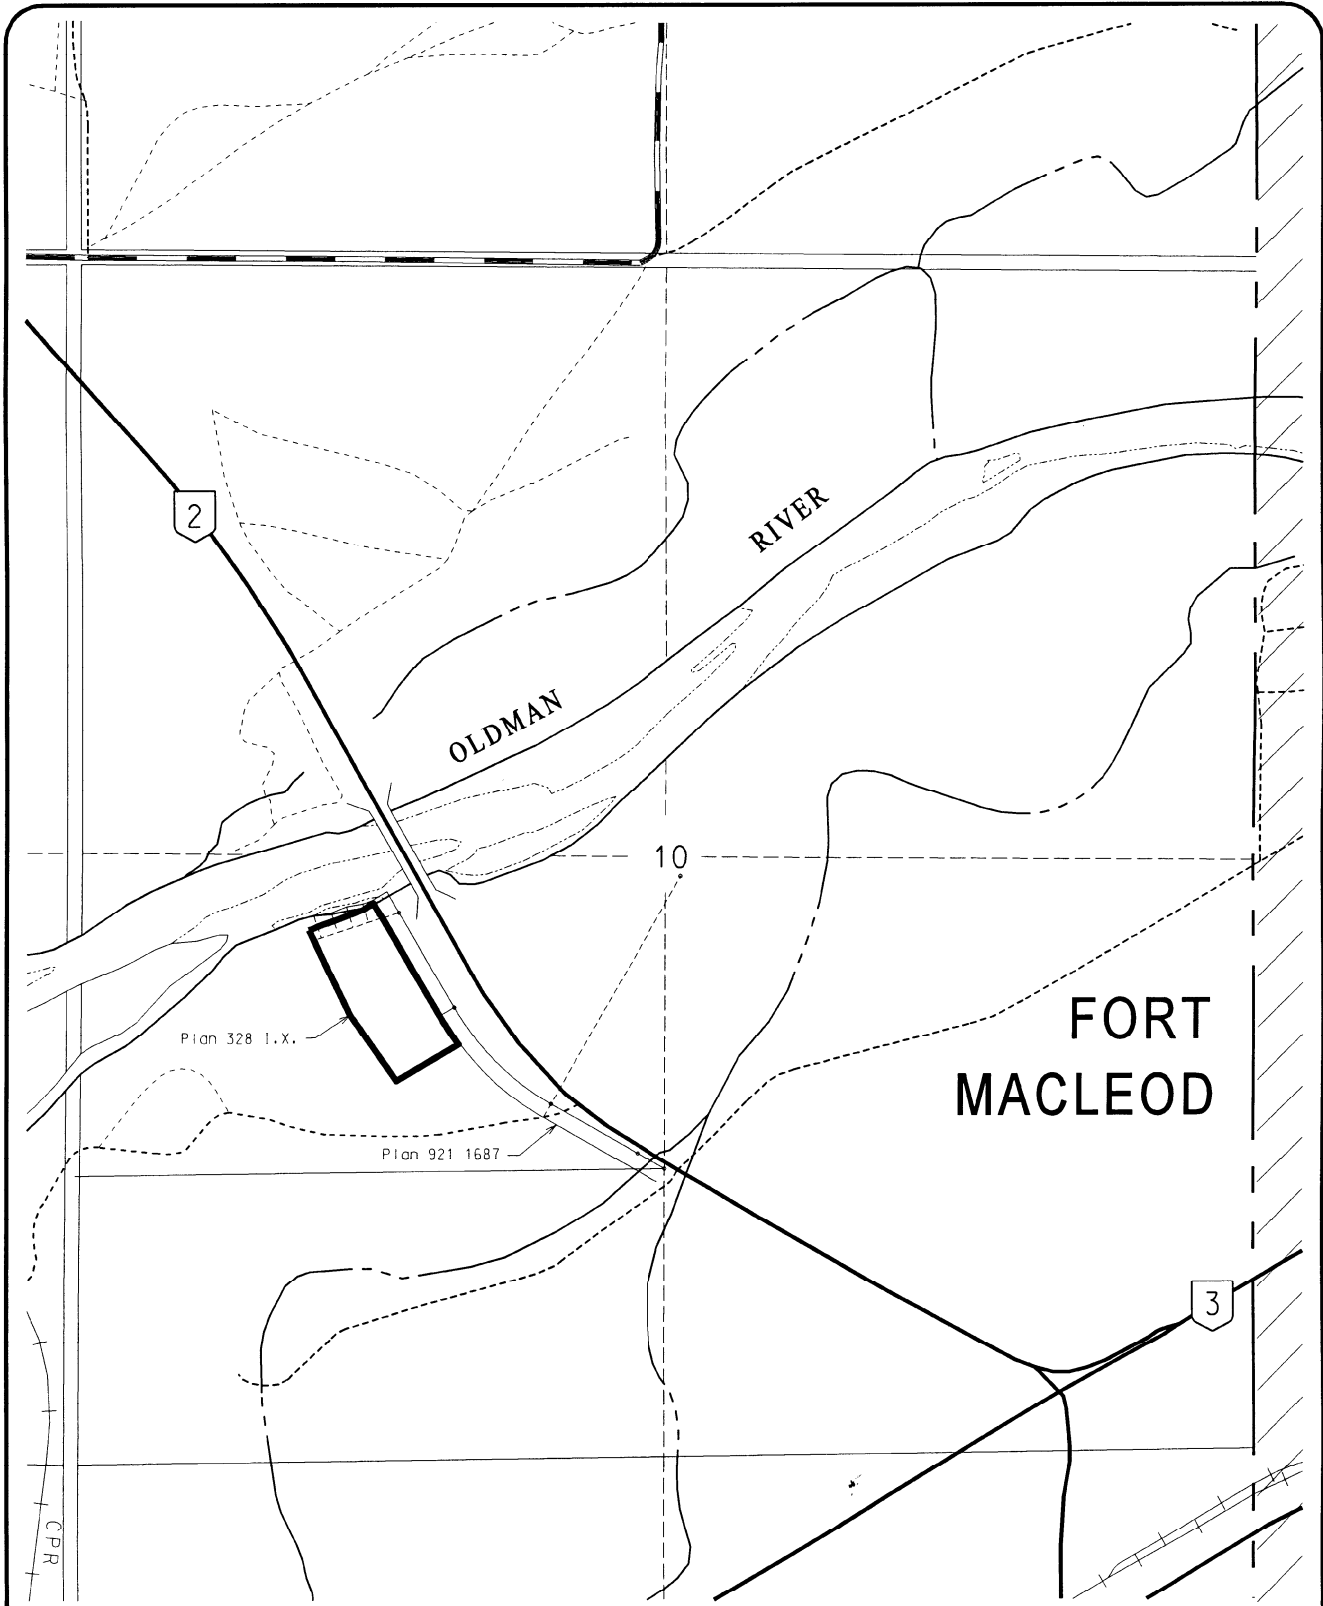 2
RIVER
OLDMAN
10
FORT
MACLEOD
Plan 328 I.X.
Plan 921 1687
3
CPR